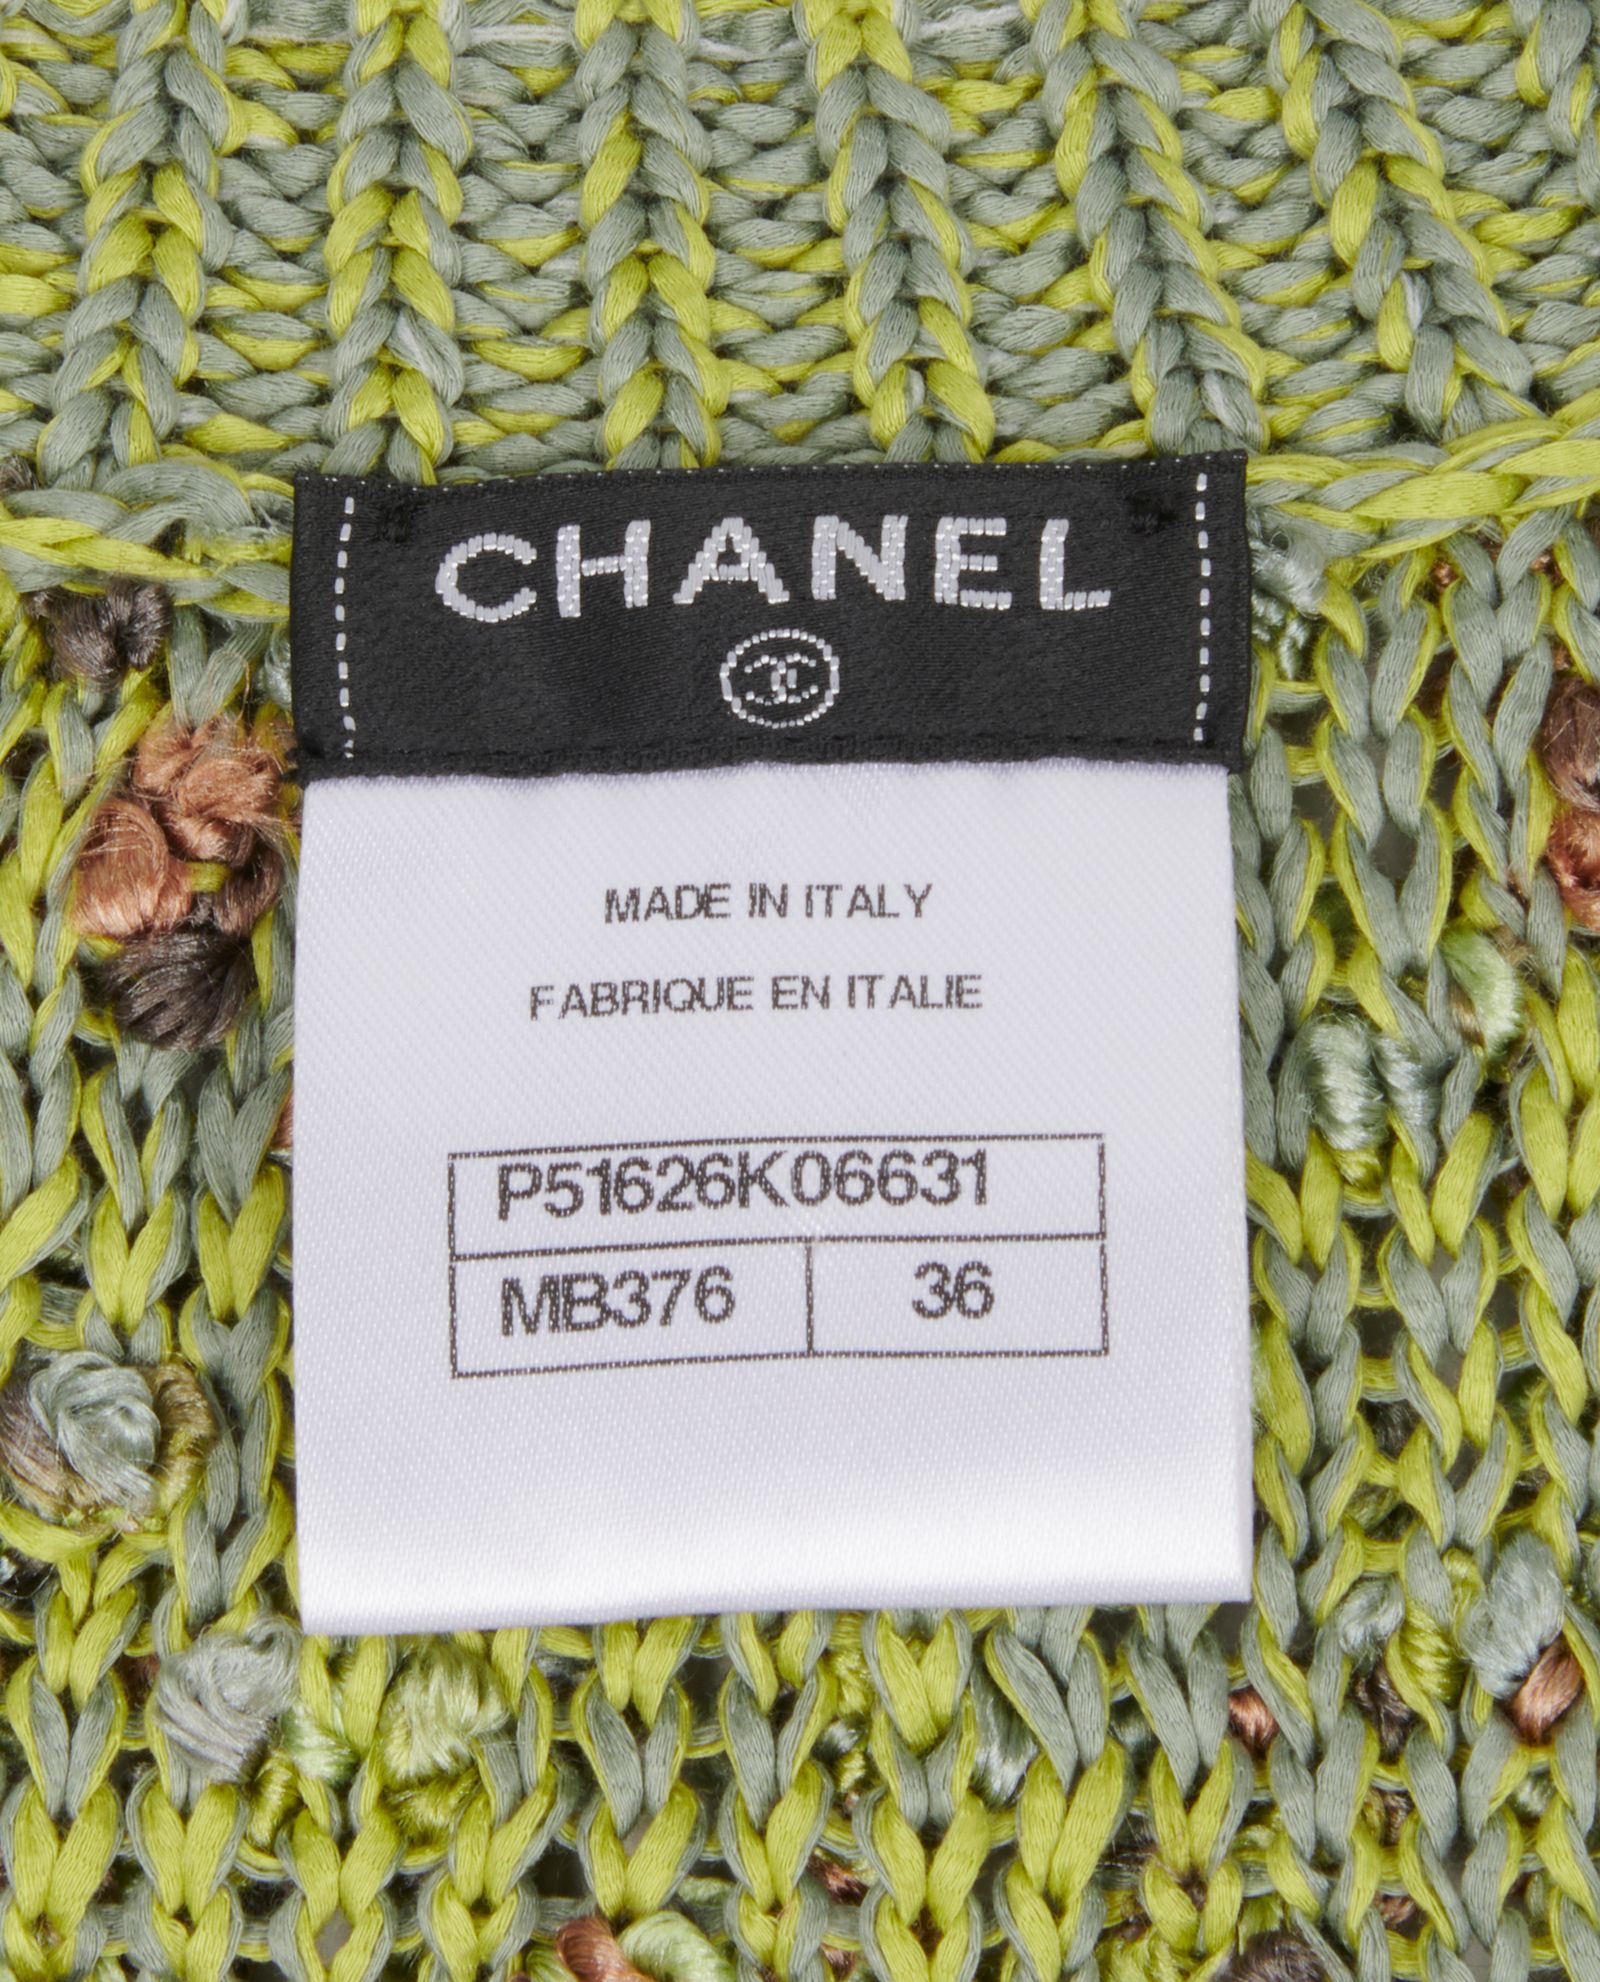 CHANEL
MADE IN ITALY
FABRIQUE EN ITALIE
P51626K06631
MB376 36